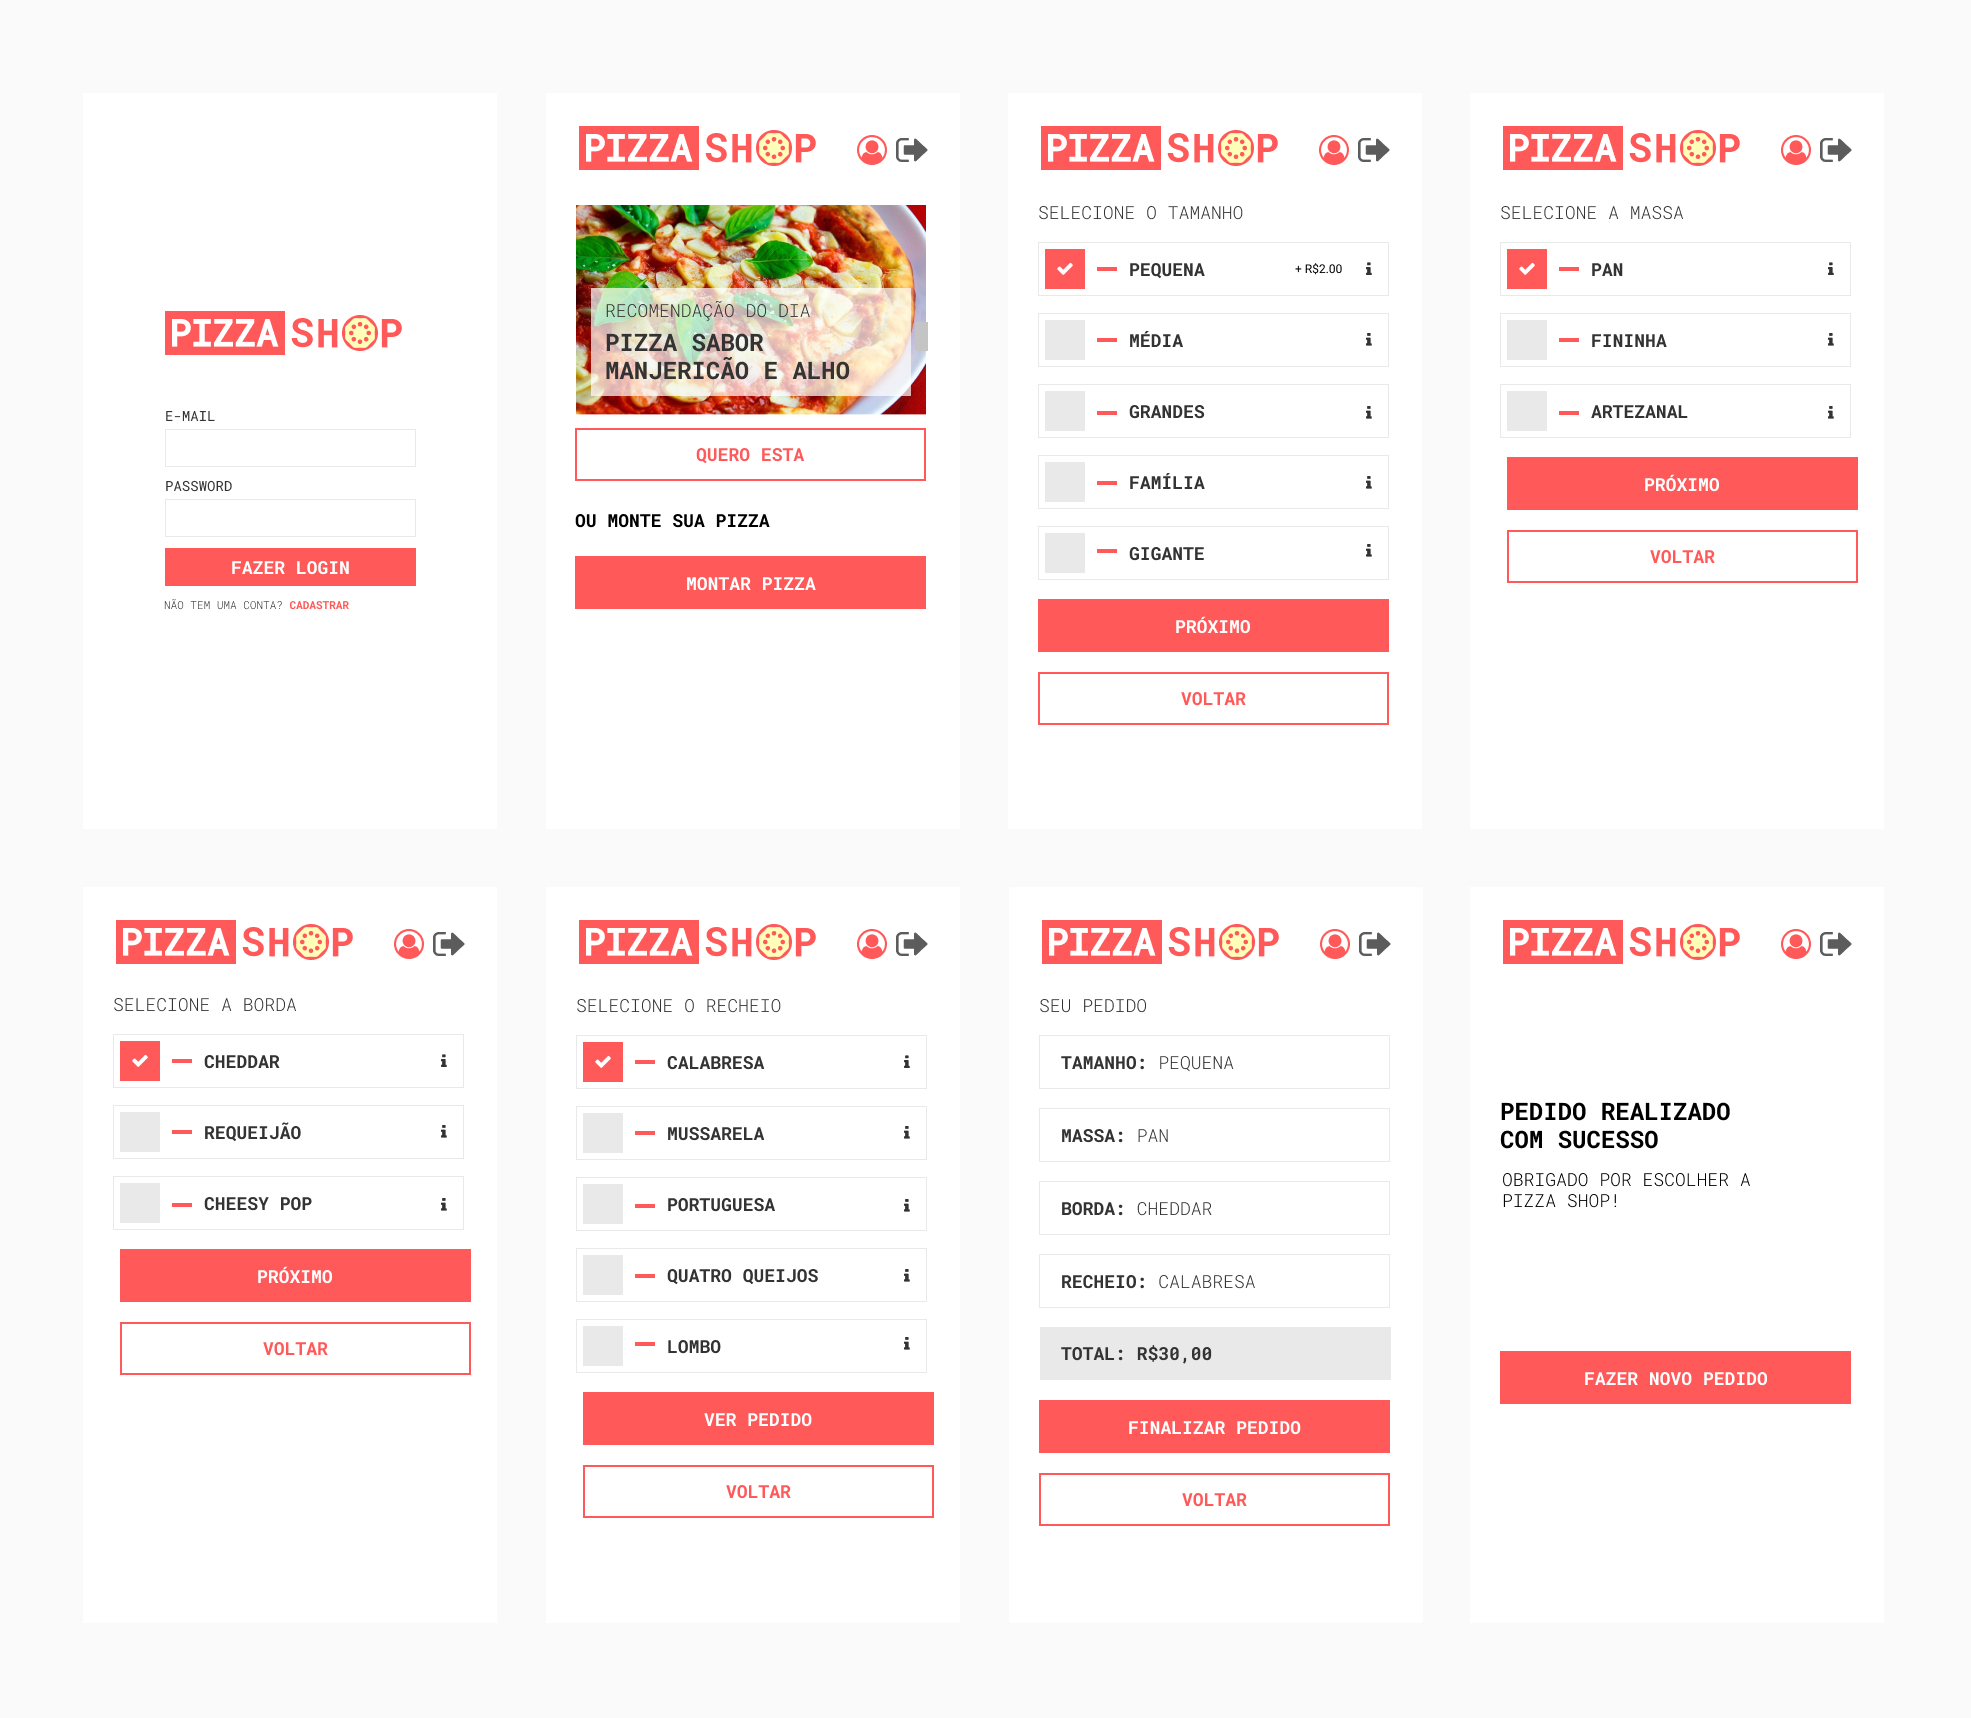 PIZZA SHOP
E-MAIL
PASSWORD
FAZER LOGIN
NÃO TEM UMA CONTA? CADASTRAR
PIZZA SHOP
RECOMENDAÇÃO DO DIA
PIZZA SABOR
MANJERICÃO E ALHO
QUERO ESTA
OU MONTE SUA PIZZA
MONTAR PIZZA
PIZZA SHOP
SELECIONE O TAMANHO
PEQUENA + R$2.00
MÉDIA
GRANDES
FAMÍLIA
GIGANTE
PRÓXIMO
VOLTAR
PIZZA SHOP
SELECIONE A MASSA
PAN
FININHA
ARTEZANAL
PRÓXIMO
VOLTAR
PIZZA SHOP
SELECIONE A BORDA
CHEDDAR
REQUEIJÃO
CHEESY POP
PRÓXIMO
VOLTAR
PIZZA SHOP
SELECIONE O RECHEIO
CALABRESA
MUSSARELA
PORTUGUESA
QUATRO QUEIJOS
LOMBO
VER PEDIDO
VOLTAR
PIZZA SHOP
SEU PEDIDO
TAMANHO: PEQUENA
MASSA: PAN
BORDA: CHEDDAR
RECHEIO: CALABRESA
TOTAL: R$30,00
FINALIZAR PEDIDO
VOLTAR
PIZZA SHOP
PEDIDO REALIZADO
COM SUCESSO
OBRIGADO POR ESCOLHER A
PIZZA SHOP!
FAZER NOVO PEDIDO